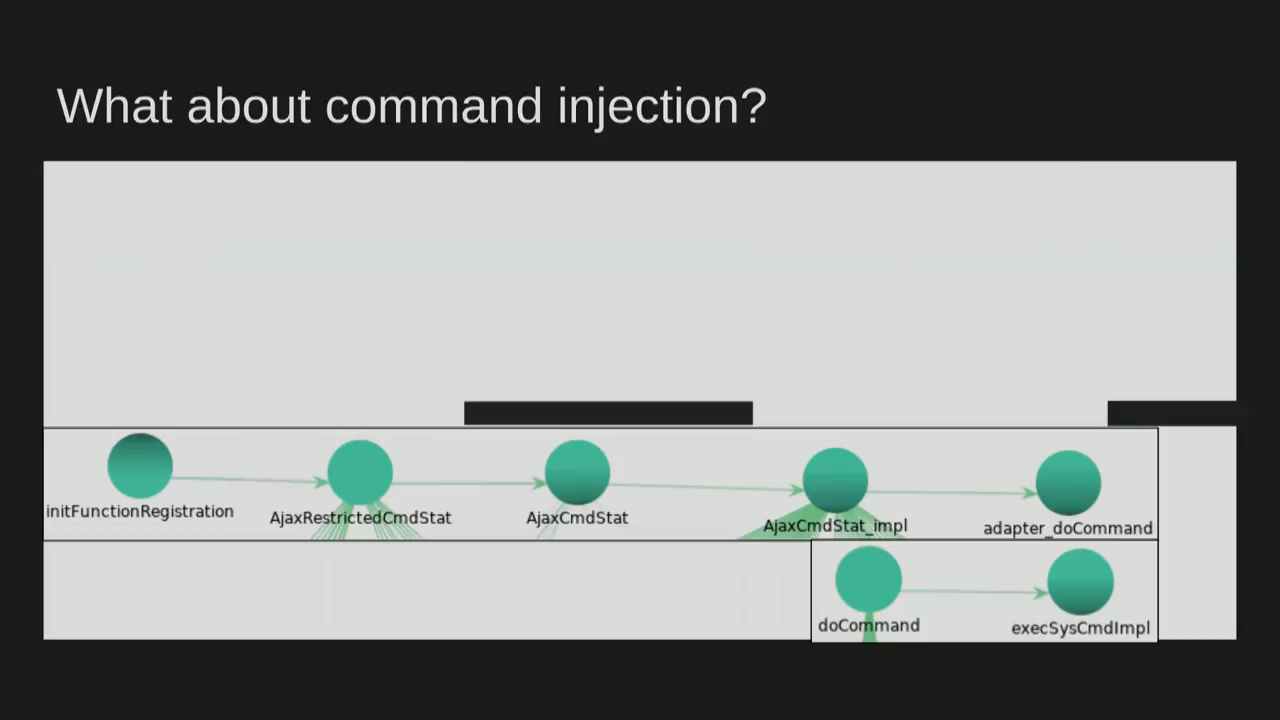 What about command injection?
initFunctionRegistration
AjaxRestrictedCmdStat
AjaxCmdStat
AjaxCmdStat_impl
adapter_doCommand
doCommand
execSysCmdImpl